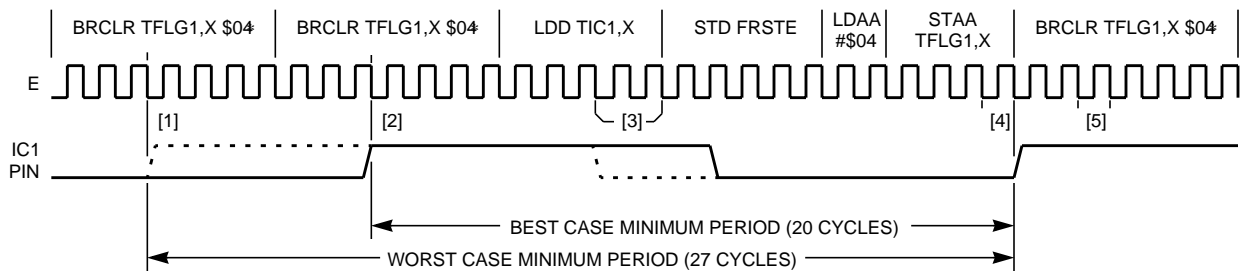 BRCLR TFLG1,X $04 BRCLR TFLG1,X $04 LDD TIC1,X STD FRSTE LDAA #$04 STAA TFLG1,X BRCLR TFLG1,X $04
E
[1] [2] [3] [4] [5]
IC1
PIN
BEST CASE MINIMUM PERIOD (20 CYCLES)
WORST CASE MINIMUM PERIOD (27 CYCLES)